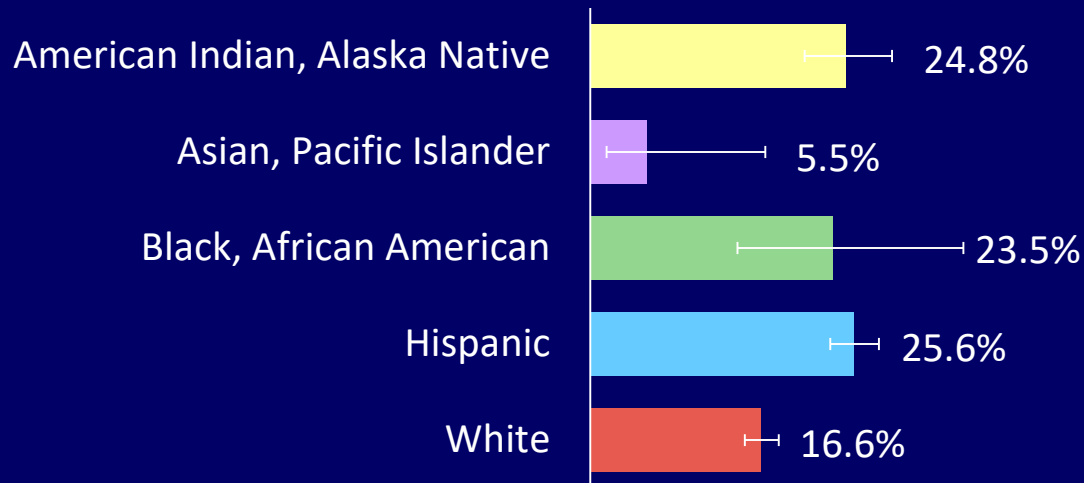 American Indian, Alaska Native 24.8%
Asian, Pacific Islander 5.5%
Black, African American 23.5%
Hispanic 25.6%
White 16.6%